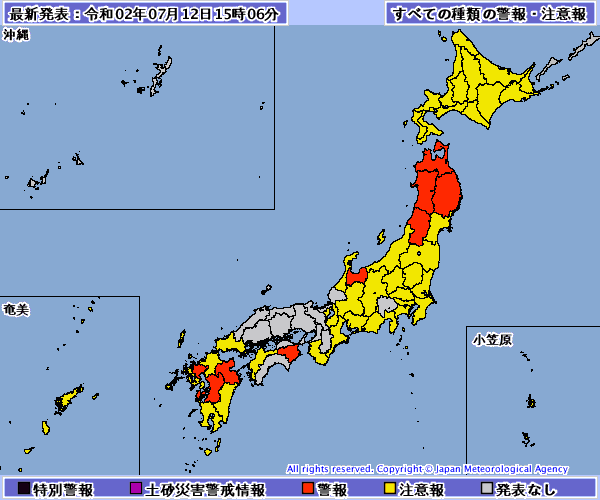 最新発表：令和02年07月12日15時06分
すべての種類の警報・注意報
沖縄
奄美
小笠原
All rights reserved. Copyright © Japan Meteorological Agency
特別警報
土砂災害警戒情報
警報
注意報
発表なし